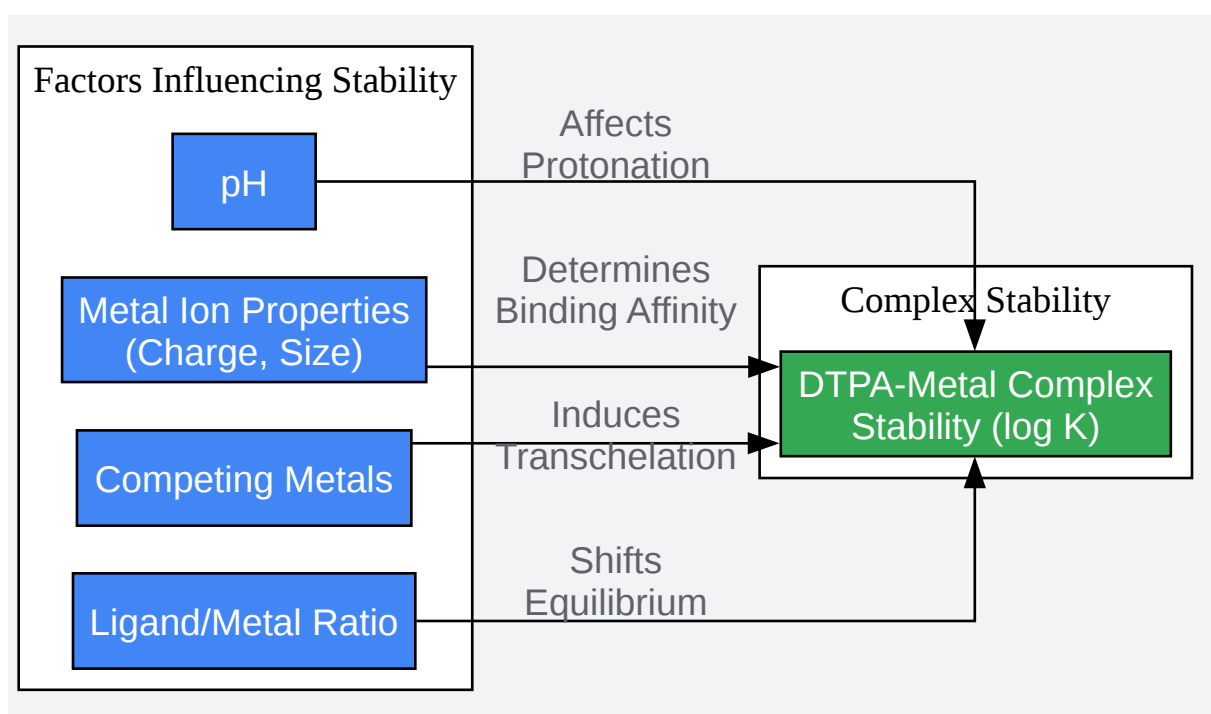 Factors Influencing Stability
pH
Affects
Protonation
Metal Ion Properties
(Charge, Size)
Determines
Binding Affinity
Competing Metals
Induces
Transchelation
Ligand/Metal Ratio
Shifts
Equilibrium
Complex Stability
DTPA-Metal Complex
Stability (log K)